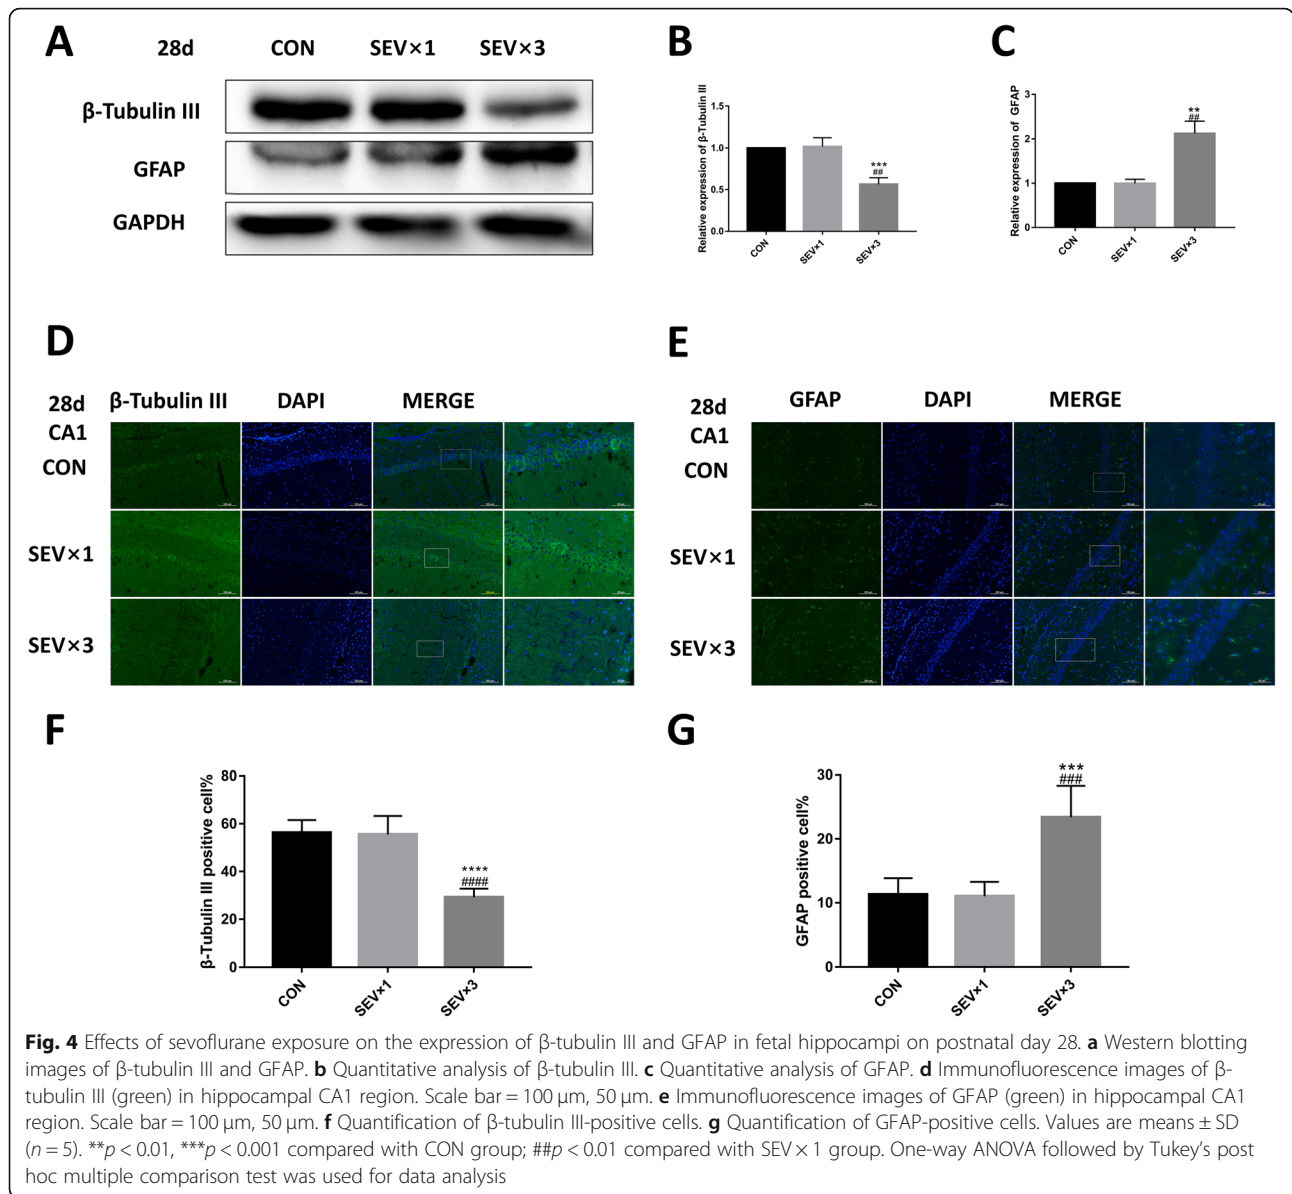 A
28d CON SEV×1 SEV×3
β-Tubulin III
GFAP
GAPDH
B
Relative expression of β-Tubulin III
1.5
1.0
0.5
0.0
***
##
CON SEV×1 SEV×3
C
Relative expression of GFAP
3
2
1
0
**
##
CON SEV×1 SEV×3
D
28d β-Tubulin III DAPI MERGE
CA1
CON
SEV×1
SEV×3
E
28d GFAP DAPI MERGE
CA1
CON
SEV×1
SEV×3
F
β-Tubulin III positive cell%
80
60
40
20
0
****
####
CON SEV×1 SEV×3
G
GFAP positive cell%
30
20
10
0
***
###
CON SEV×1 SEV×3
Fig. 4 Effects of sevoflurane exposure on the expression of β-tubulin III and GFAP in fetal hippocampi on postnatal day 28. a Western blotting
images of β-tubulin III and GFAP. b Quantitative analysis of β-tubulin III. c Quantitative analysis of GFAP. d Immunofluorescence images of β-
tubulin III (green) in hippocampal CA1 region. Scale bar = 100 μm, 50 μm. e Immunofluorescence images of GFAP (green) in hippocampal CA1
region. Scale bar = 100 μm, 50 μm. f Quantification of β-tubulin III-positive cells. g Quantification of GFAP-positive cells. Values are means ± SD
(n = 5). **p < 0.01, ***p < 0.001 compared with CON group; ##p < 0.01 compared with SEV × 1 group. One-way ANOVA followed by Tukey's post
hoc multiple comparison test was used for data analysis